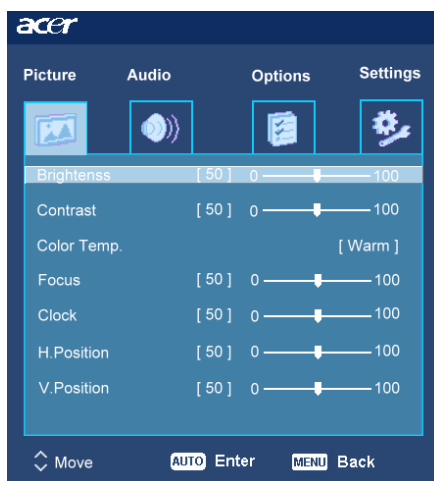 acer
Picture Audio Options Settings
Brightenss [ 50 ] 0 100
Contrast [ 50 ] 0 100
Color Temp. [ Warm ]
Focus [ 50 ] 0 100
Clock [ 50 ] 0 100
H.Position [ 50 ] 0 100
V.Position [ 50 ] 0 100
Move AUTO Enter MENU Back